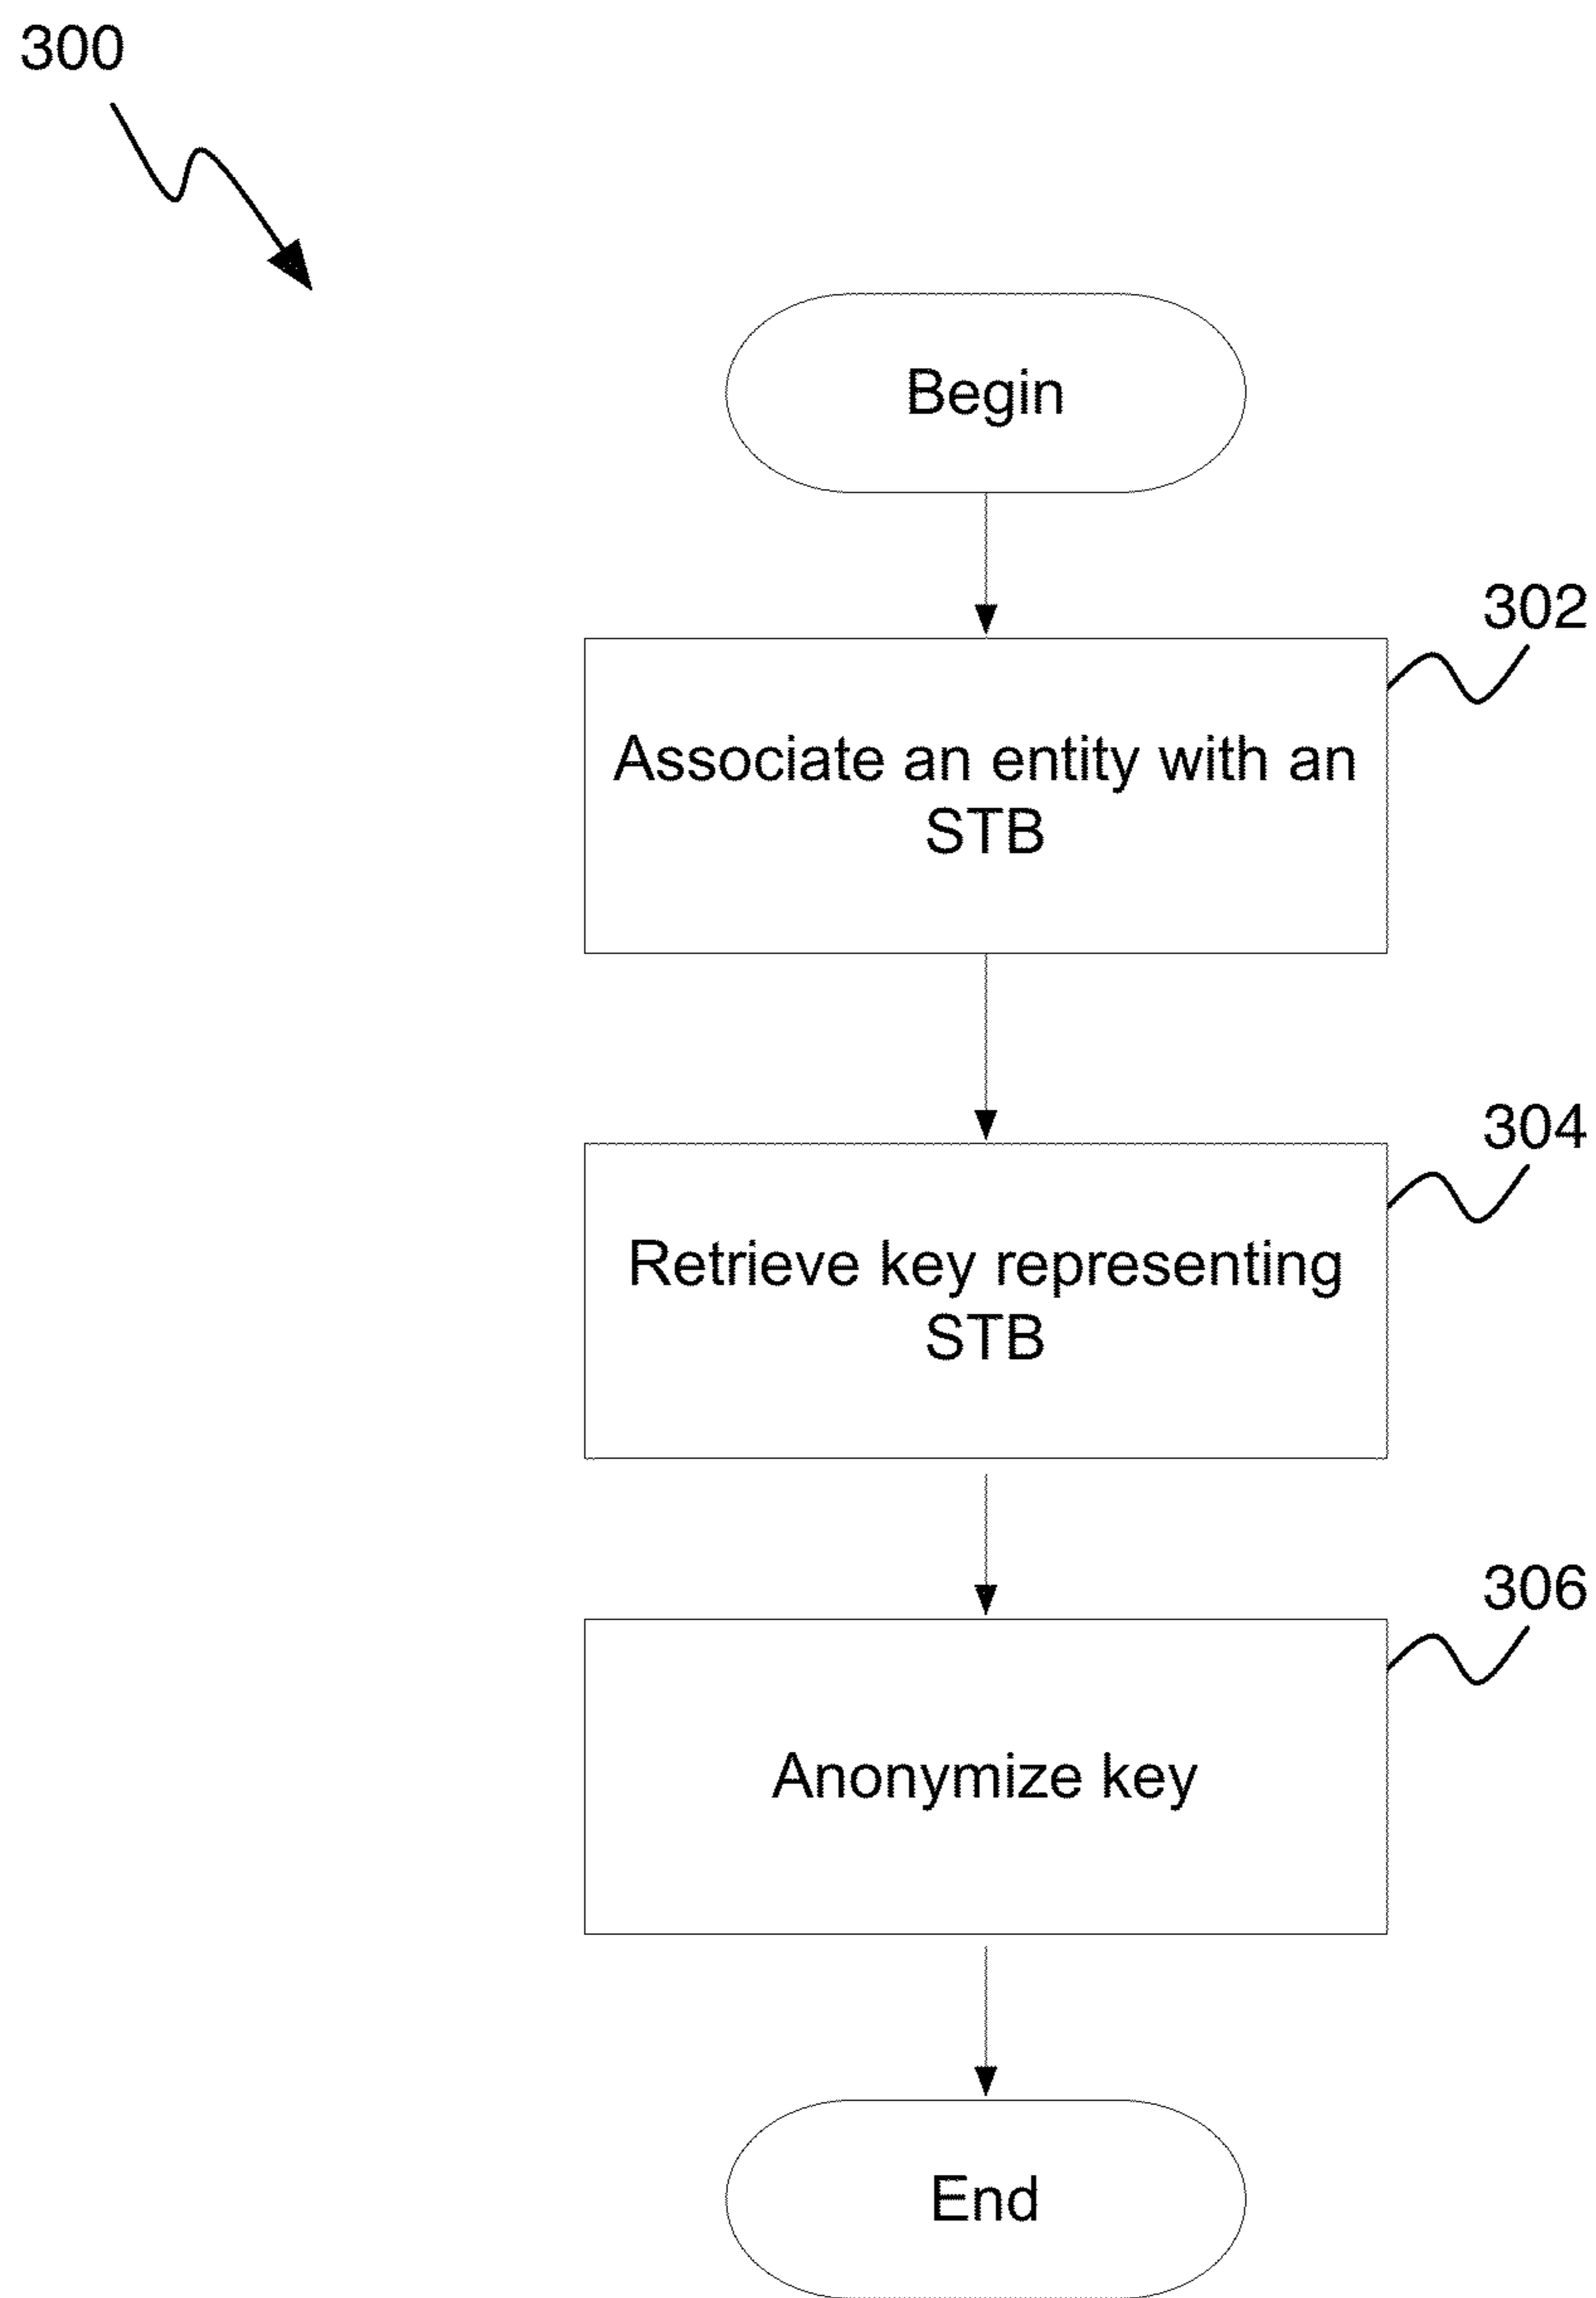 300
Begin
302
Associate an entity with an
STB
304
Retrieve key representing
STB
306
Anonymize key
End